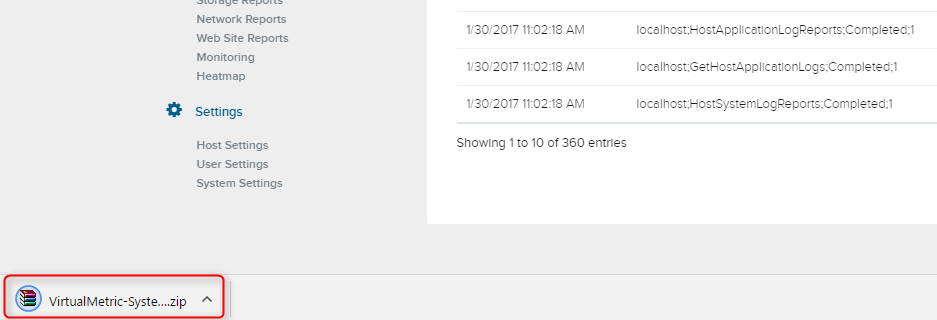 Storage Reports
Network Reports
Web Site Reports
Monitoring
Heatmap
Settings
Host Settings
User Settings
System Settings
1/30/2017 11:02:18 AM localhost;HostApplicationLogReports;Completed;1
1/30/2017 11:02:18 AM localhost;GetHostApplicationLogs;Completed;1
1/30/2017 11:02:18 AM localhost;HostSystemLogReports;Completed;1
Showing 1 to 10 of 360 entries
VirtualMetric-Syste....zip